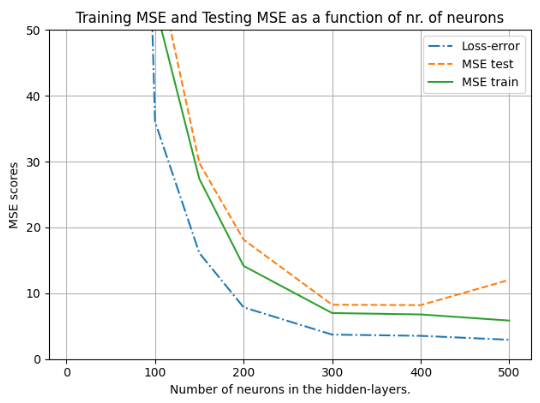 Training MSE and Testing MSE as a function of nr. of neurons
50
40
30
20
10
0
MSE scores
Loss-error
MSE test
MSE train
0 100 200 300 400 500
Number of neurons in the hidden-layers.